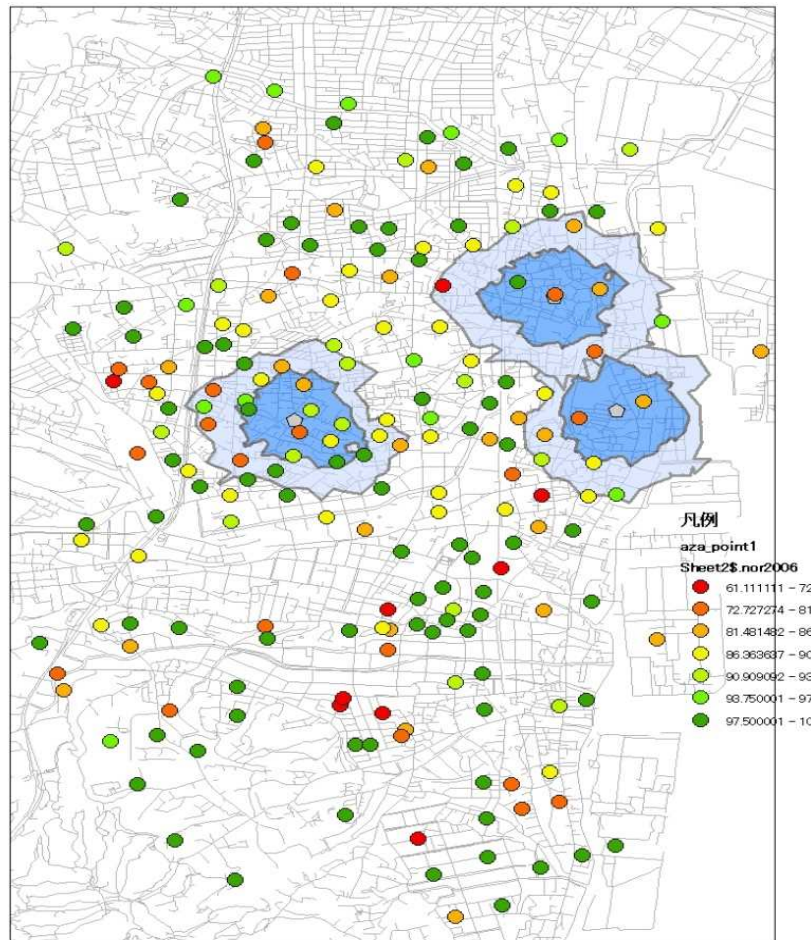 凡例
aza_point1
Sheet2$.nor2006
61.111111 - 72
72.727274 - 81
81.481482 - 86
86.363637 - 90
90.909092 - 93
93.750001 - 97
97.500001 - 10